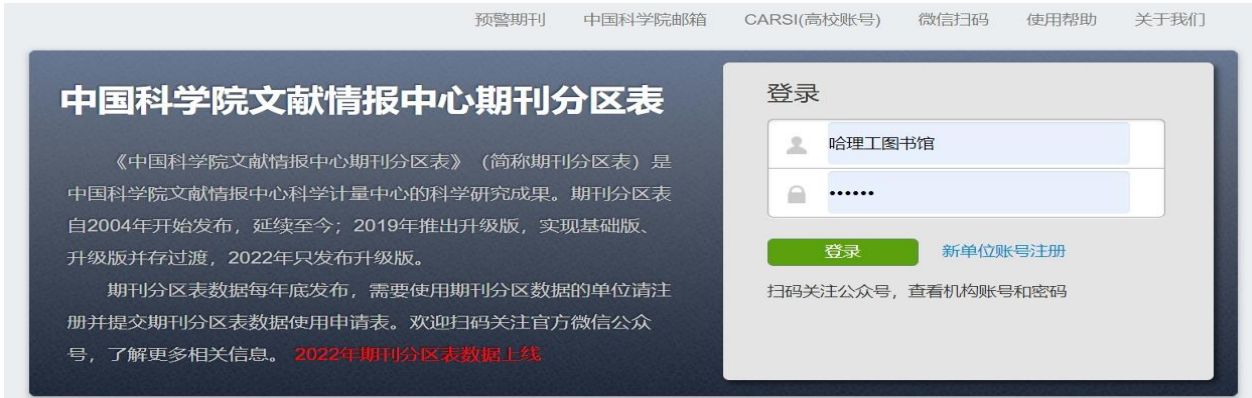 预警期刊 中国科学院邮箱 CARSI(高校账号) 微信扫码 使用帮助 关于我们
中国科学院文献情报中心期刊分区表
《中国科学院文献情报中心期刊分区表》（简称期刊分区表）是
中国科学院文献情报中心科学计量中心的科学研究成果。期刊分区表
自2004年开始发布，延续至今；2019年推出升级版，实现基础版、
升级版并存过渡，2022年只发布升级版。
期刊分区表数据每年底发布，需要使用期刊分区数据的单位请注
册并提交期刊分区表数据使用申请表。欢迎扫码关注官方微信公众
号，了解更多相关信息。 2022年期刊分区表数据上线
登录
哈理工图书馆
••••••
登录 新单位账号注册
扫码关注公众号，查看机构账号和密码